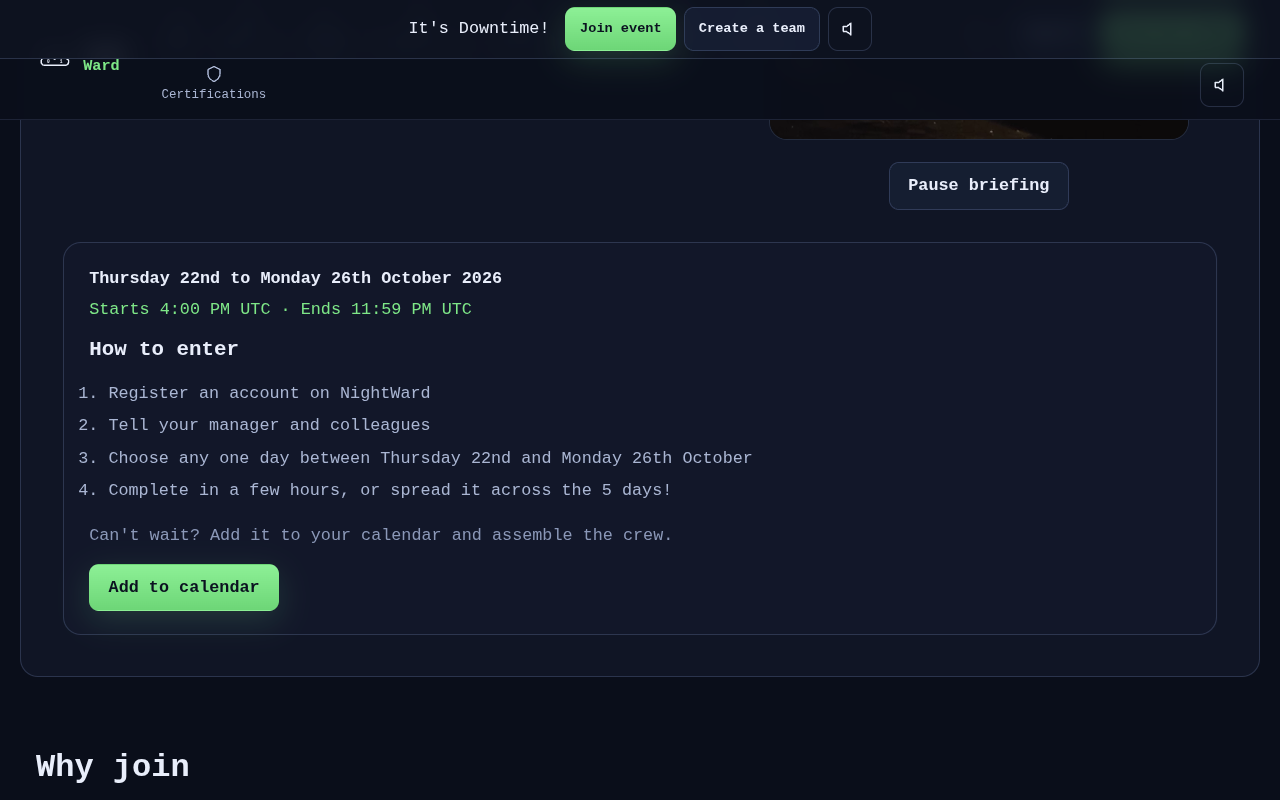 It's Downtime!
Join event
Create a team
Ward
Certifications
Pause briefing
Thursday 22nd to Monday 26th October 2026
Starts 4:00 PM UTC · Ends 11:59 PM UTC
How to enter
1. Register an account on NightWard
2. Tell your manager and colleagues
3. Choose any one day between Thursday 22nd and Monday 26th October
4. Complete in a few hours, or spread it across the 5 days!
Can't wait? Add it to your calendar and assemble the crew.
Add to calendar
Why join